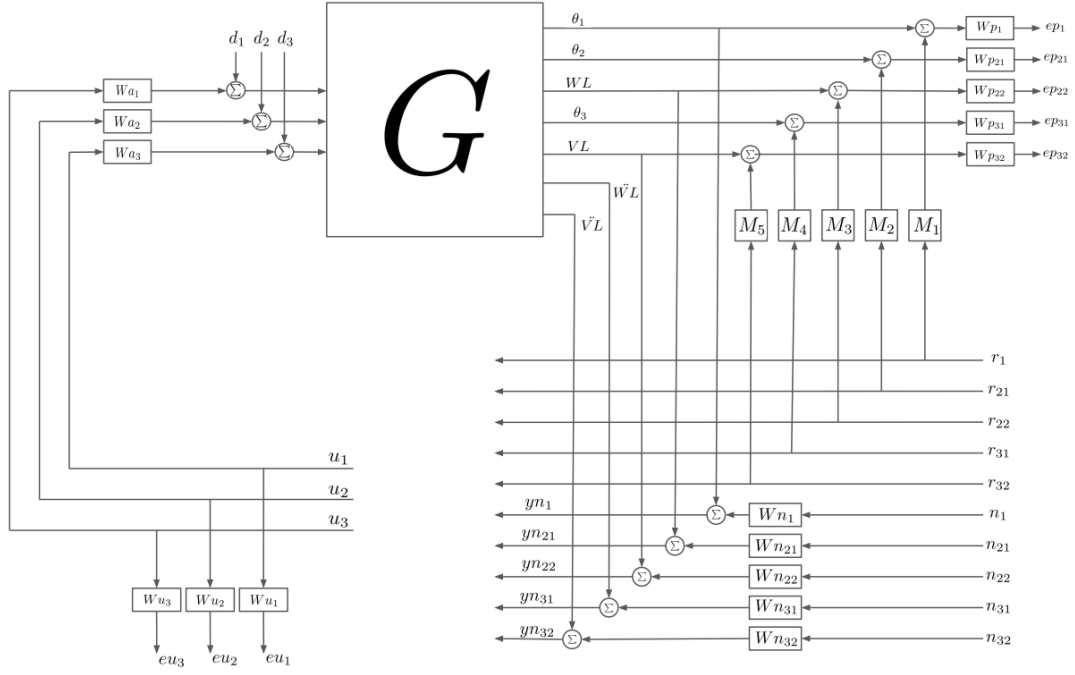 θ₁ Σ Wp₁ ep₁
d₁ d₂ d₃ θ₂ Σ Wp₂₁ ep₂₁
Wa₁ Σ WL Σ Wp₂₂ ep₂₂
Wa₂ Σ G θ₃ Σ Wp₃₁ ep₃₁
Wa₃ Σ VL Σ Wp₃₂ ep₃₂
ẄL
V̈L M₅ M₄ M₃ M₂ M₁
r₁
r₂₁
r₂₂
r₃₁
u₁
r₃₂
u₂ yn₁ Σ Wn₁ n₁
u₃ yn₂₁ Σ Wn₂₁ n₂₁
yn₂₂ Σ Wn₂₂ n₂₂
Wu₃ Wu₂ Wu₁ yn₃₁ Σ Wn₃₁ n₃₁
yn₃₂ Σ Wn₃₂ n₃₂
eu₃ eu₂ eu₁